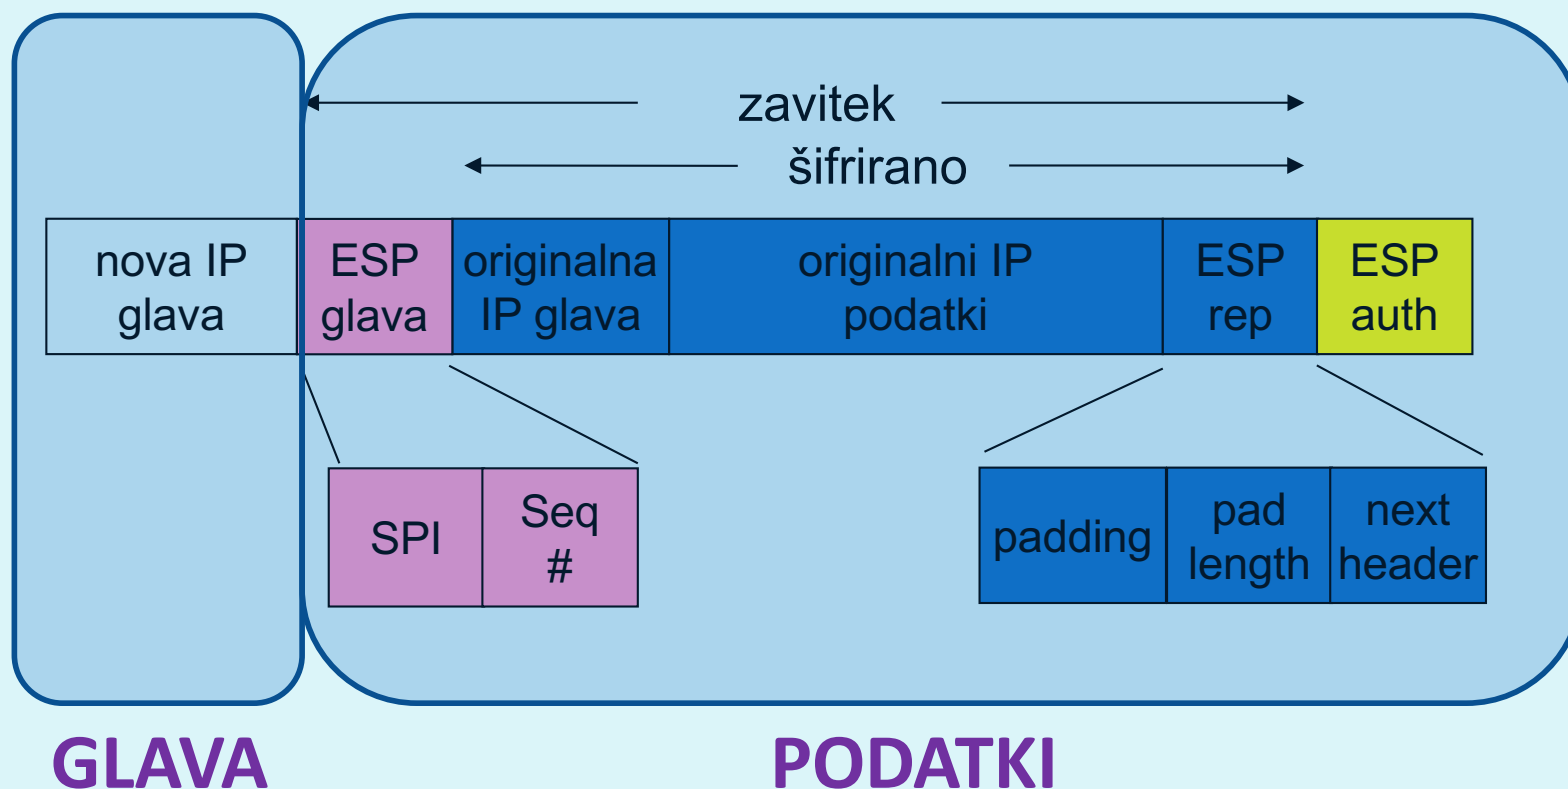 zavitek
šifrirano
nova IP
glava
ESP
glava
originalna
IP glava
originalni IP
podatki
ESP
rep
ESP
auth
SPI
Seq
#
padding
pad
length
next
header
GLAVA
PODATKI